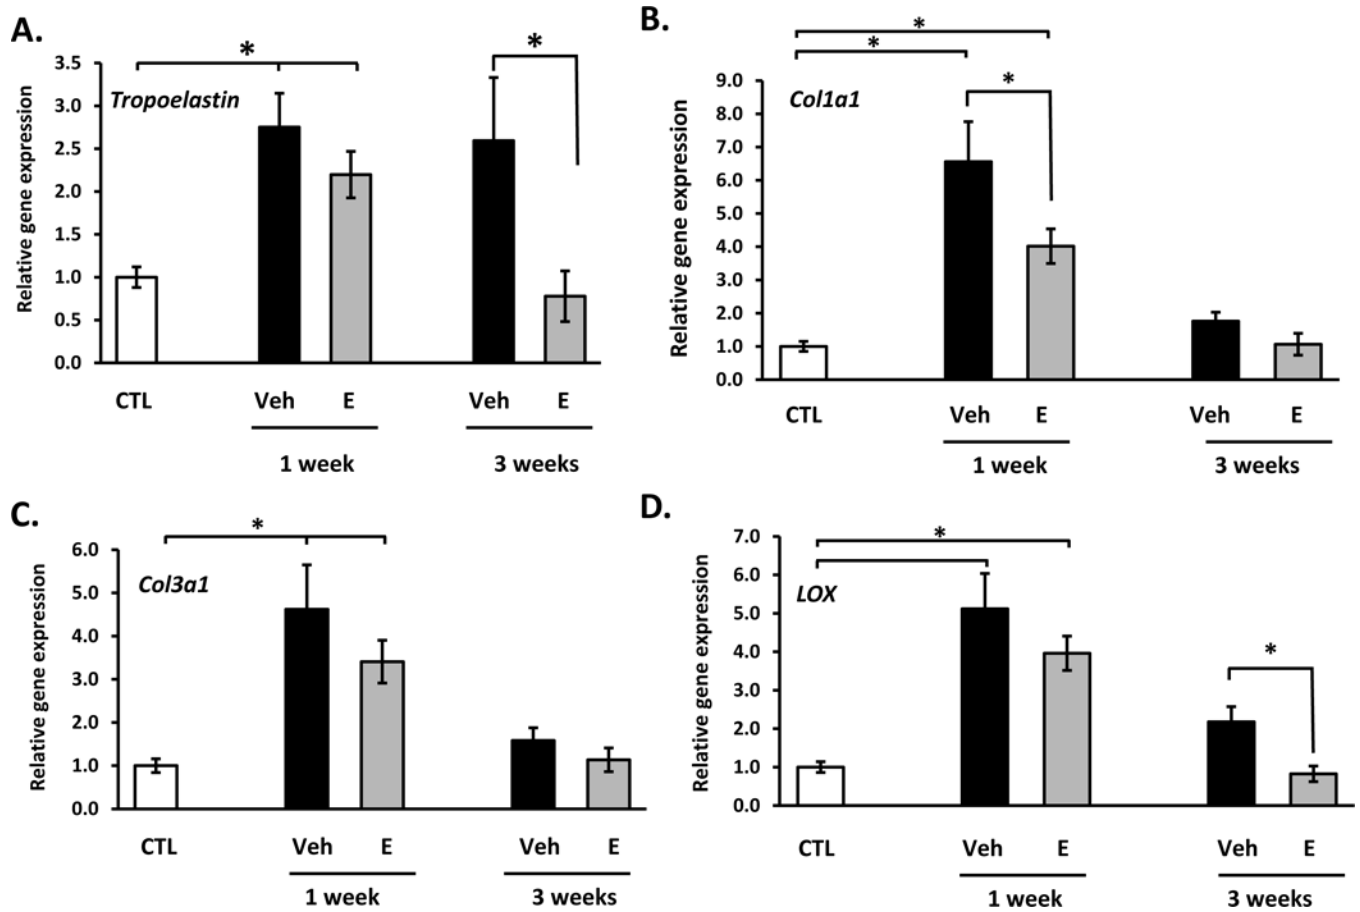 A.
*
*
3.5
3.0
2.5
2.0
1.5
1.0
0.5
0.0
Relative gene expression
Tropoelastin
CTL
Veh E
Veh E
1 week
3 weeks
B.
*
*
*
9.0
8.0
7.0
6.0
5.0
4.0
3.0
2.0
1.0
0.0
Relative gene expression
Col1a1
CTL
Veh E
Veh E
1 week
3 weeks
C.
*
6.0
5.0
4.0
3.0
2.0
1.0
0.0
Relative gene expression
Col3a1
CTL
Veh E
Veh E
1 week
3 weeks
D.
*
*
7.0
6.0
5.0
4.0
3.0
2.0
1.0
0.0
Relative gene expression
LOX
CTL
Veh E
Veh E
1 week
3 weeks